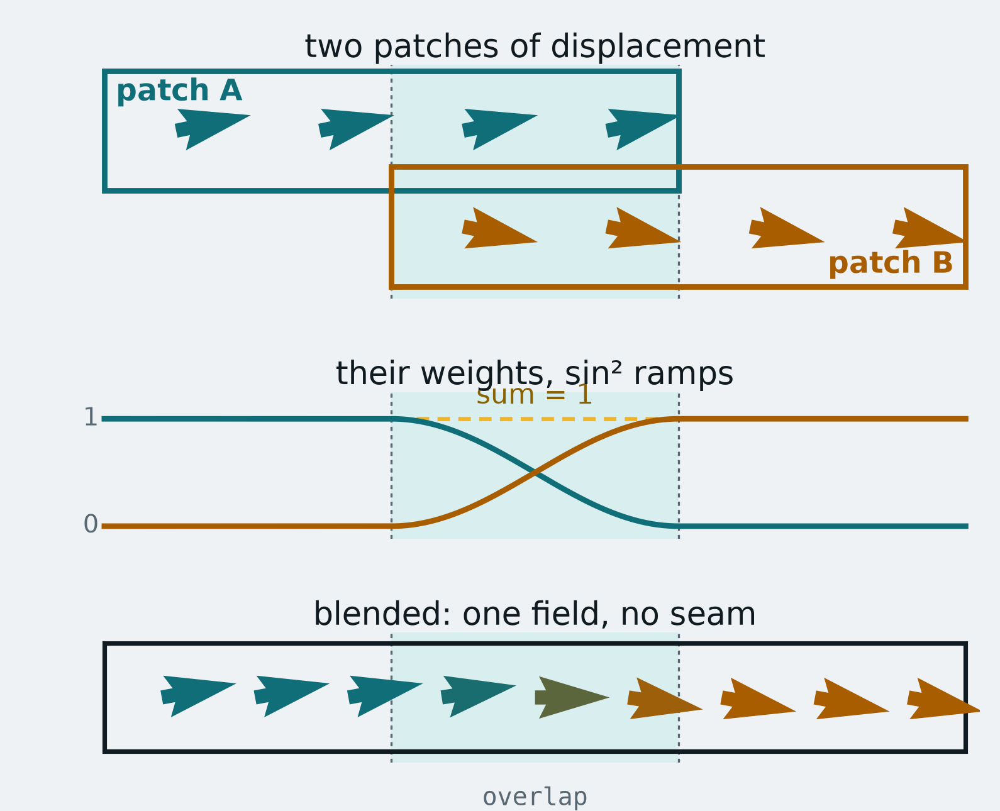 two patches of displacement
patch A
patch B
their weights, sin² ramps
sum = 1
1
0
blended: one field, no seam
overlap